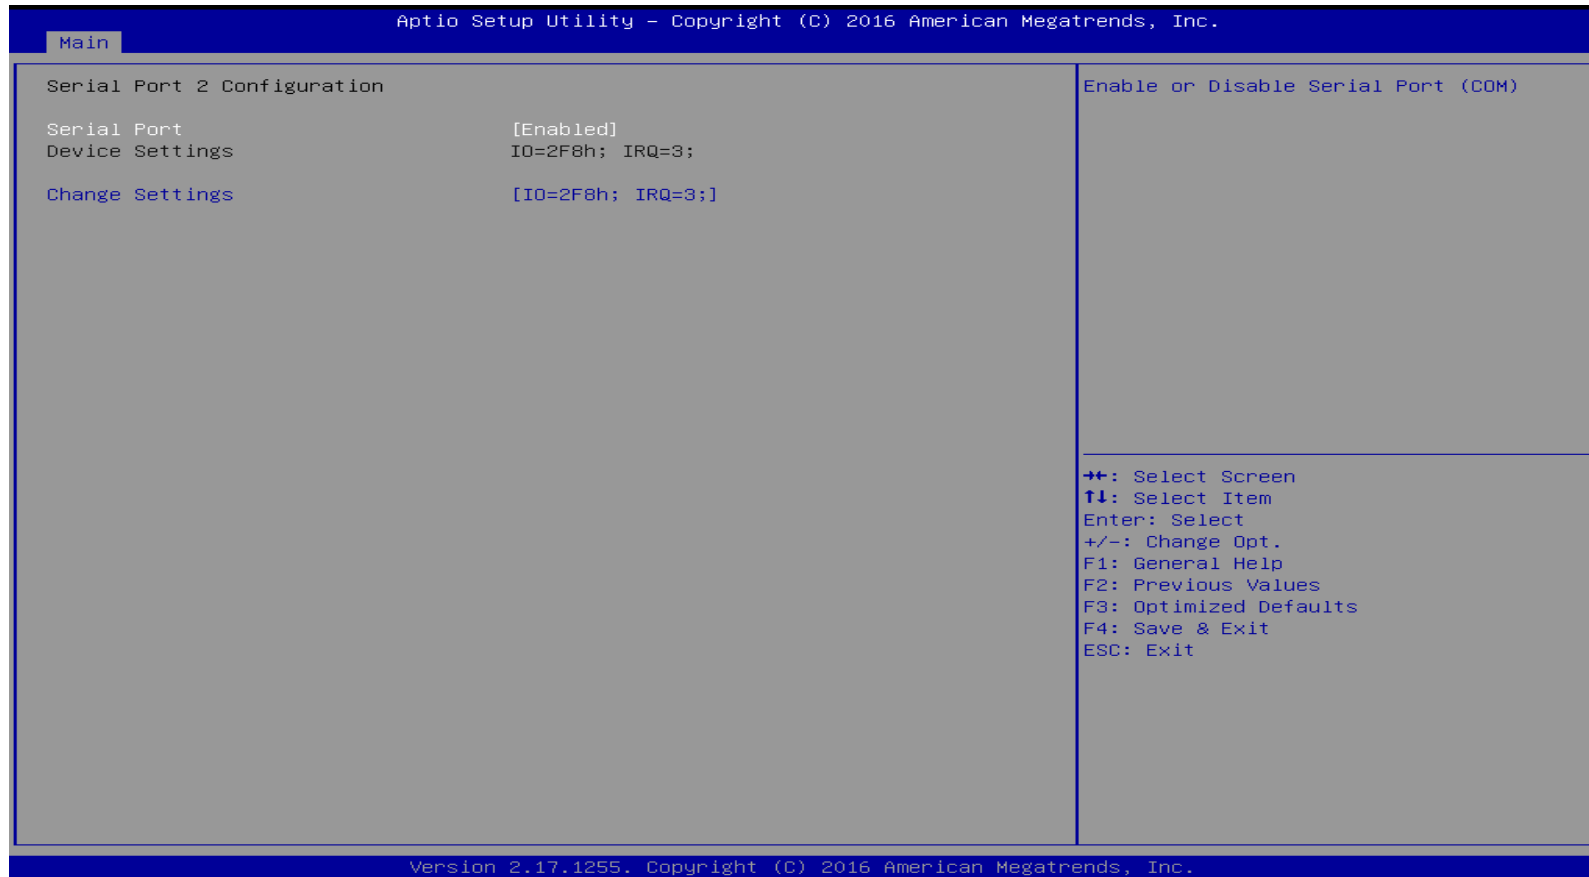 Aptio Setup Utility – Copyright (C) 2016 American Megatrends, Inc.
Main
Serial Port 2 Configuration
Serial Port [Enabled]
Device Settings IO=2F8h; IRQ=3;
Change Settings [IO=2F8h; IRQ=3;]
Enable or Disable Serial Port (COM)
→←: Select Screen
↑↓: Select Item
Enter: Select
+/-: Change Opt.
F1: General Help
F2: Previous Values
F3: Optimized Defaults
F4: Save & Exit
ESC: Exit
Version 2.17.1255. Copyright (C) 2016 American Megatrends, Inc.